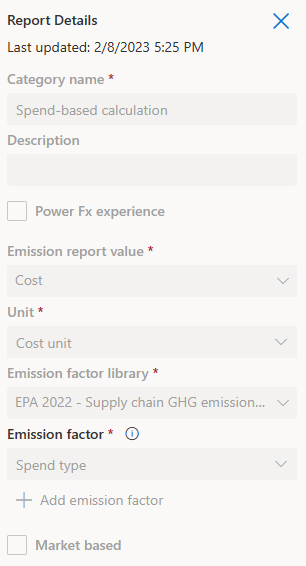 Report Details
Last updated: 2/8/2023 5:25 PM
Category name *
Spend-based calculation
Description
Power Fx experience
Emission report value *
Cost
Unit *
Cost unit
Emission factor library *
EPA 2022 - Supply chain GHG emission...
Emission factor *
Spend type
Add emission factor
Market based